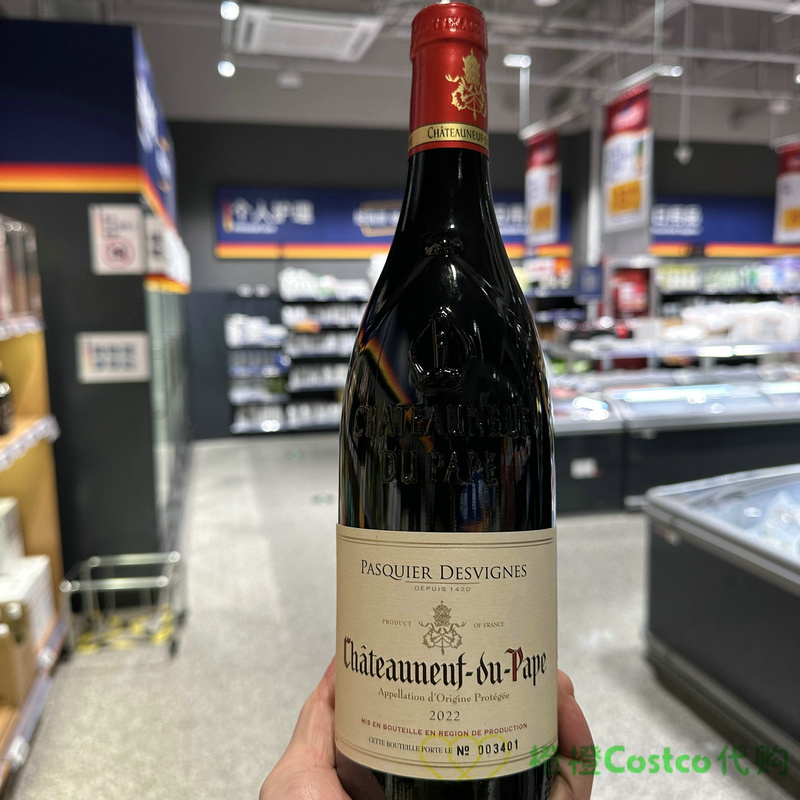 CHÂTEAUNEUF-D
个人护理
CHATEAUNEUF
DU PAPE
PASQUIER DESVIGNES
DEPUIS 1420
PRODUCT OF FRANCE
Châteauneuf-du-Pape
Appellation d'Origine Protégée
2022
MIS EN BOUTEILLE EN REGION DE PRODUCTION
CETTE BOUTEILLE PORTE LE Nº 003401
橙橙Costco代购